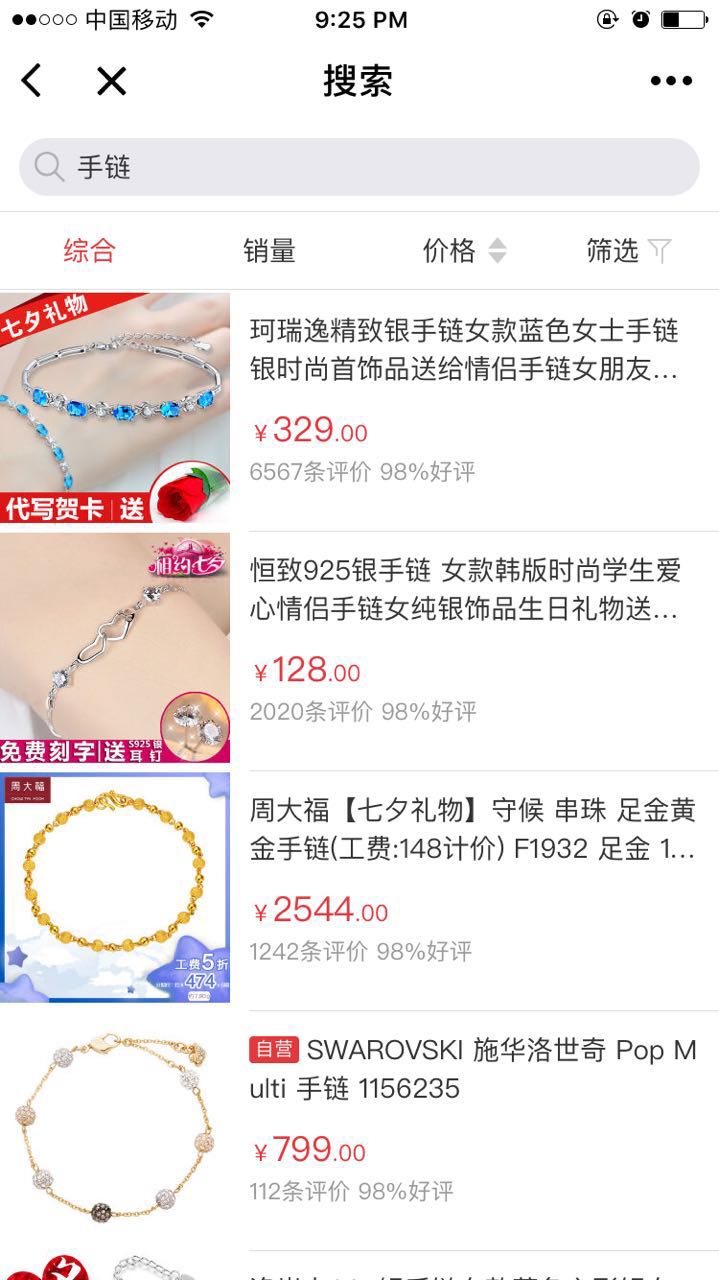 中国移动
9:25 PM
搜索
手链
综合
销量
价格
筛选
七夕礼物
代写贺卡 | 送
珂瑞逸精致银手链女款蓝色女士手链
银时尚首饰品送给情侣手链女朋友...
¥329.00
6567条评价 98%好评
相约七夕
免费刻字|送
S925银
耳钉
恒致925银手链 女款韩版时尚学生爱
心情侣手链女纯银饰品生日礼物送...
¥128.00
2020条评价 98%好评
周大福
CHOW TAI FOOK
工费5折
474
约7.80g
周大福【七夕礼物】守候 串珠 足金黄
金手链(工费:148计价) F1932 足金 1...
¥2544.00
1242条评价 98%好评
自营 SWAROVSKI 施华洛世奇 Pop M
ulti 手链 1156235
¥799.00
112条评价 98%好评